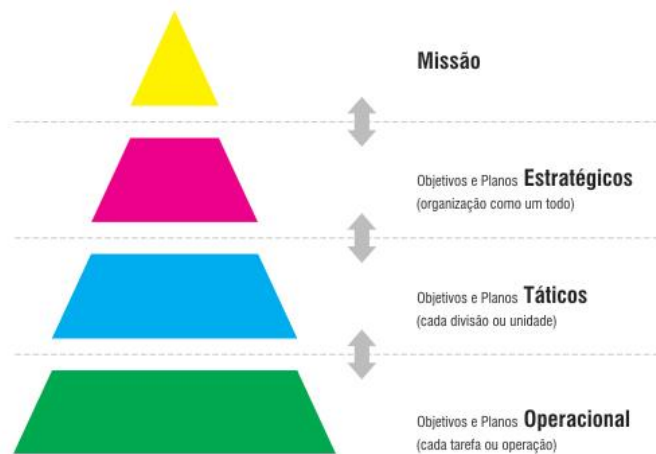 Missão
Objetivos e Planos Estratégicos
(organização como um todo)
Objetivos e Planos Táticos
(cada divisão ou unidade)
Objetivos e Planos Operacional
(cada tarefa ou operação)